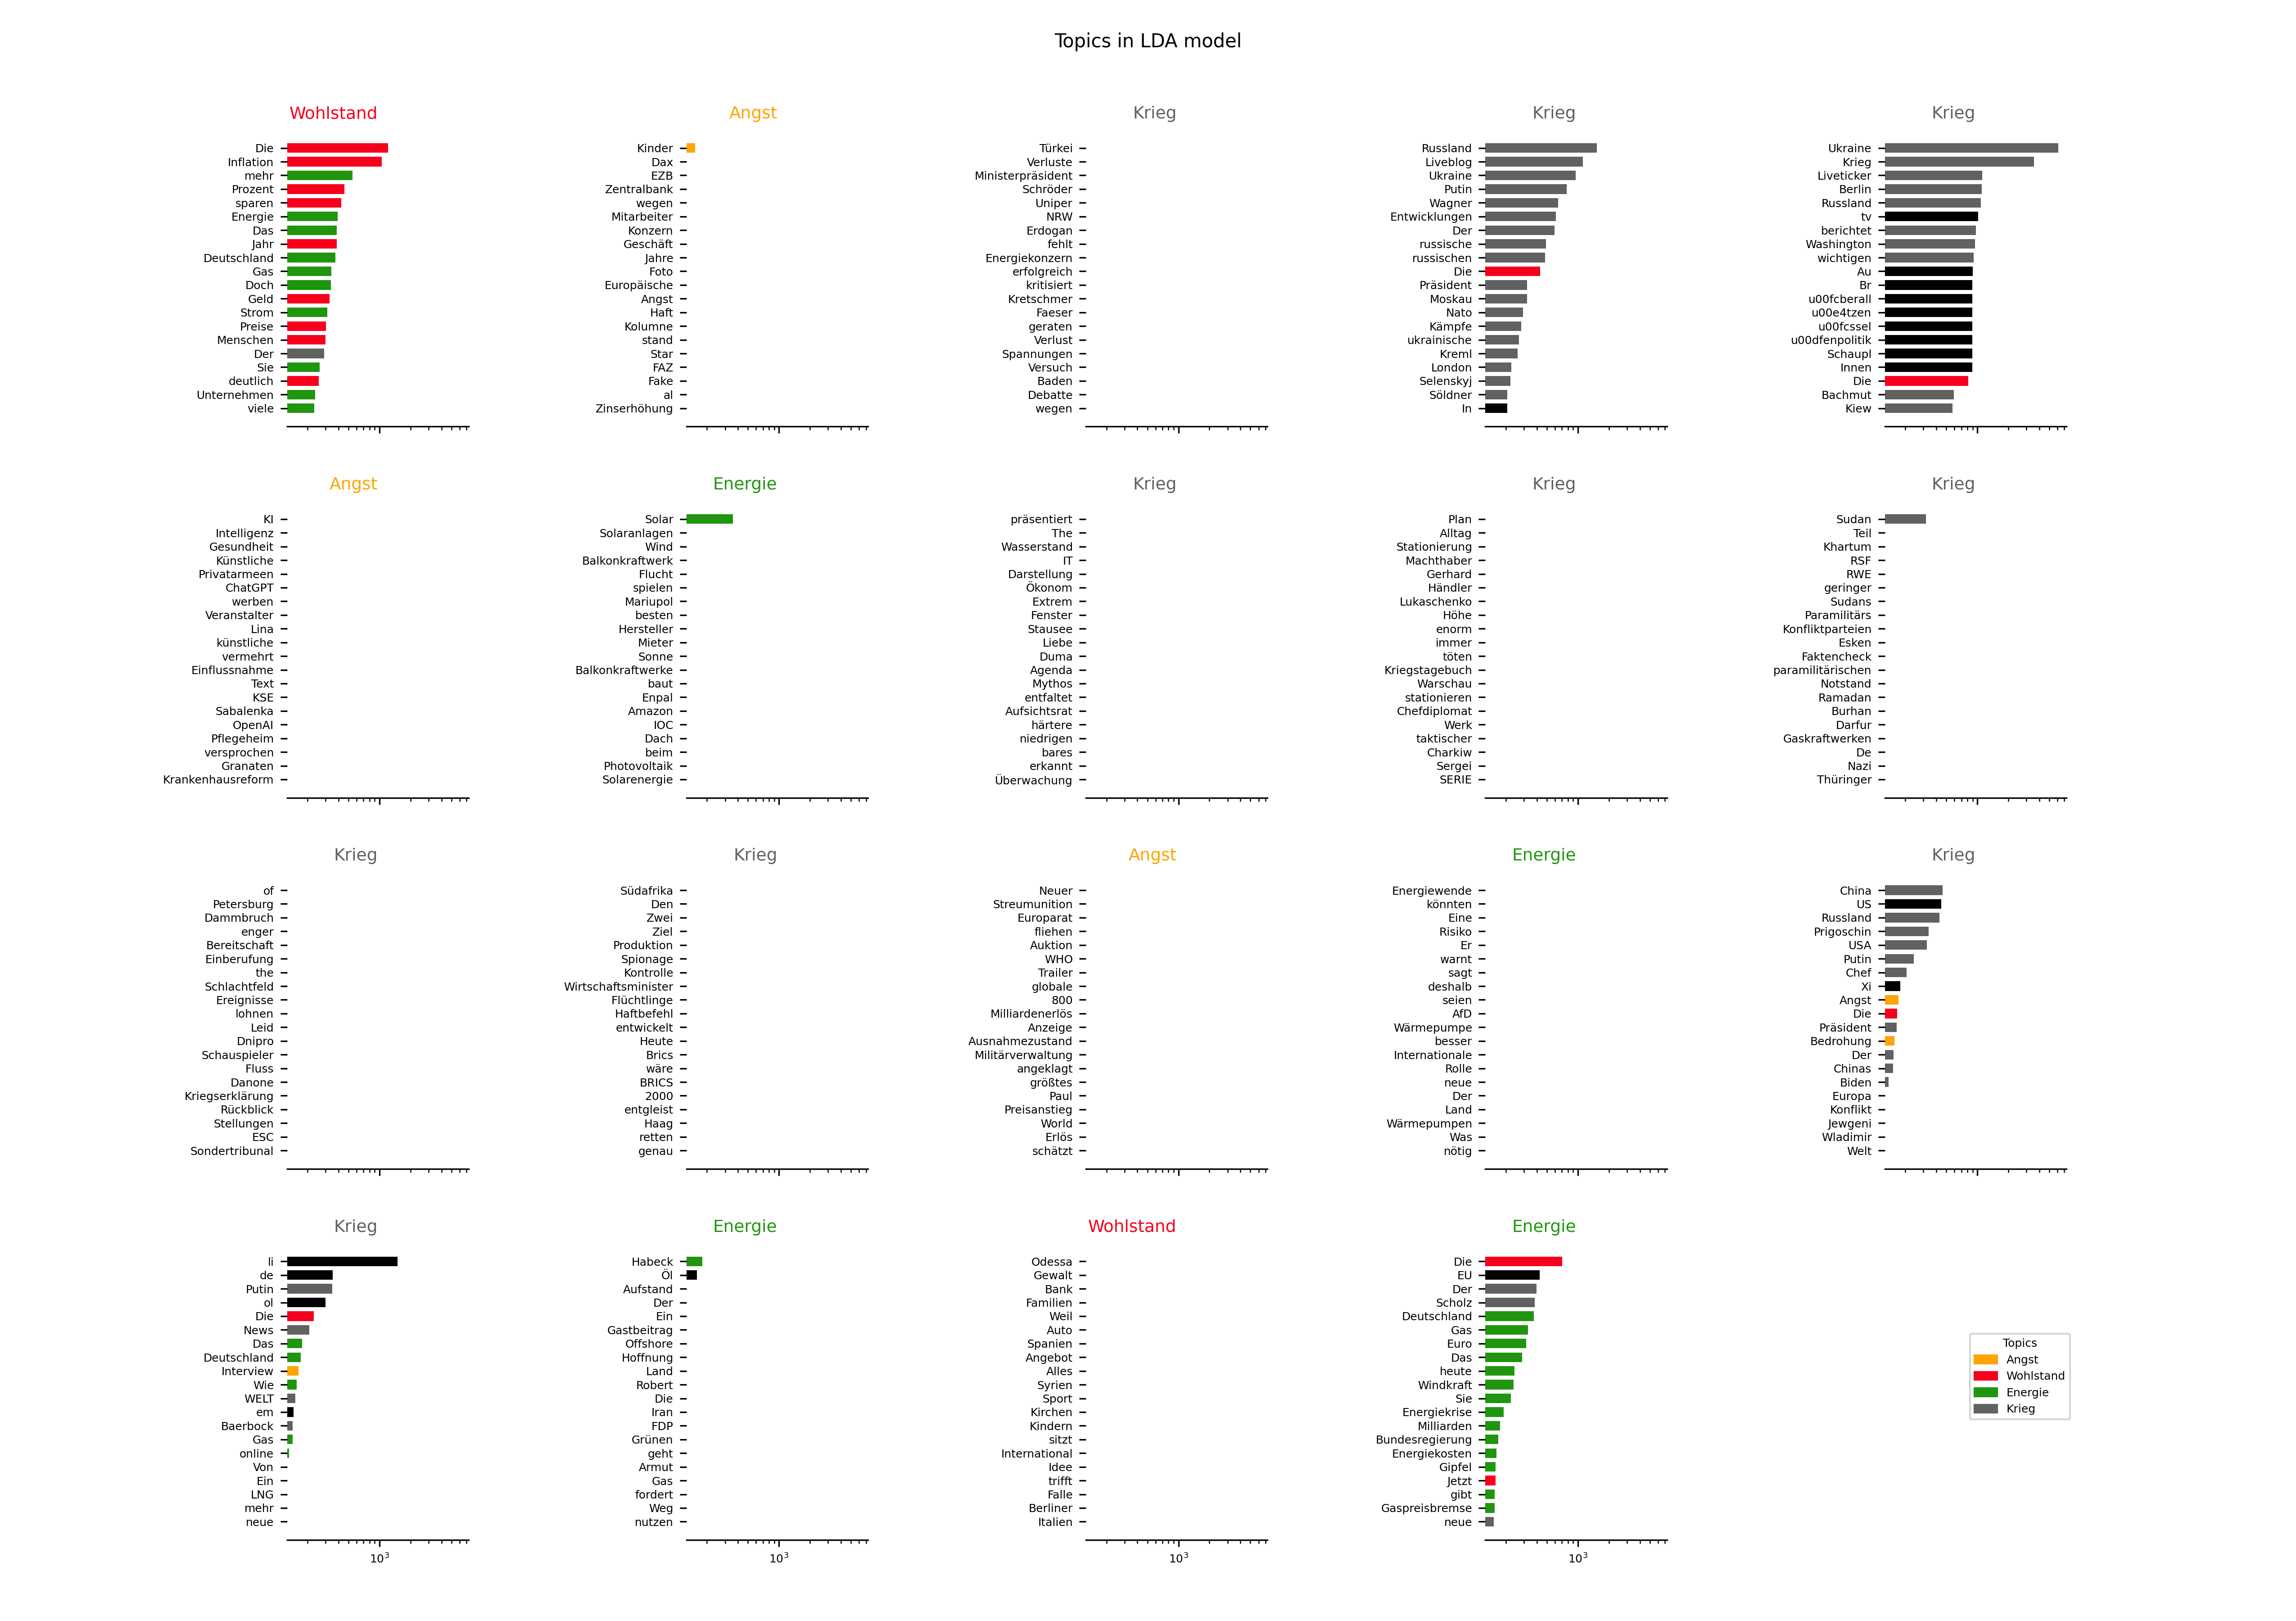 Topics in LDA model
Wohlstand
Die
Inflation
mehr
Prozent
sparen
Energie
Das
Jahr
Deutschland
Gas
Doch
Geld
Strom
Preise
Menschen
Der
Sie
deutlich
Unternehmen
viele
Angst
Kinder
Dax
EZB
Zentralbank
wegen
Mitarbeiter
Konzern
Geschäft
Jahre
Foto
Europäische
Angst
Haft
Kolumne
stand
Star
FAZ
Fake
al
Zinserhöhung
Krieg
Türkei
Verluste
Ministerpräsident
Schröder
Uniper
NRW
Erdogan
fehlt
Energiekonzern
erfolgreich
kritisiert
Kretschmer
Faeser
geraten
Verlust
Spannungen
Versuch
Baden
Debatte
wegen
Krieg
Russland
Liveblog
Ukraine
Putin
Wagner
Entwicklungen
Der
russische
russischen
Die
Präsident
Moskau
Nato
Kämpfe
ukrainische
Kreml
London
Selenskyj
Söldner
In
Krieg
Ukraine
Krieg
Liveticker
Berlin
Russland
tv
berichtet
Washington
wichtigen
Au
Br
u00fcberall
u00e4tzen
u00fcssel
u00dfenpolitik
Schaupl
Innen
Die
Bachmut
Kiew
Angst
KI
Intelligenz
Gesundheit
Künstliche
Privatarmeen
ChatGPT
werben
Veranstalter
Lina
künstliche
vermehrt
Einflussnahme
Text
KSE
Sabalenka
OpenAI
Pflegeheim
versprochen
Granaten
Krankenhausreform
Energie
Solar
Solaranlagen
Wind
Balkonkraftwerk
Flucht
spielen
Mariupol
besten
Hersteller
Mieter
Sonne
Balkonkraftwerke
baut
Enpal
Amazon
IOC
Dach
beim
Photovoltaik
Solarenergie
Krieg
präsentiert
The
Wasserstand
IT
Darstellung
Ökonom
Extrem
Fenster
Stausee
Liebe
Duma
Agenda
Mythos
entfaltet
Aufsichtsrat
härtere
niedrigen
bares
erkannt
Überwachung
Krieg
Plan
Alltag
Stationierung
Machthaber
Gerhard
Händler
Lukaschenko
Höhe
enorm
immer
töten
Kriegstagebuch
Warschau
stationieren
Chefdiplomat
Werk
taktischer
Charkiw
Sergei
SERIE
Krieg
Sudan
Teil
Khartum
RSF
RWE
geringer
Sudans
Paramilitärs
Konfliktparteien
Esken
Faktencheck
paramilitärischen
Notstand
Ramadan
Burhan
Darfur
Gaskraftwerken
De
Nazi
Thüringer
Krieg
of
Petersburg
Dammbruch
enger
Bereitschaft
Einberufung
the
Schlachtfeld
Ereignisse
lohnen
Leid
Dnipro
Schauspieler
Fluss
Danone
Kriegserklärung
Rückblick
Stellungen
ESC
Sondertribunal
Krieg
Südafrika
Den
Zwei
Ziel
Produktion
Spionage
Kontrolle
Wirtschaftsminister
Flüchtlinge
Haftbefehl
entwickelt
Heute
Brics
wäre
BRICS
2000
entgleist
Haag
retten
genau
Angst
Neuer
Streumunition
Europarat
fliehen
Auktion
WHO
Trailer
globale
800
Milliardenerlös
Anzeige
Ausnahmezustand
Militärverwaltung
angeklagt
größtes
Paul
Preisanstieg
World
Erlös
schätzt
Energie
Energiewende
könnten
Eine
Risiko
Er
warnt
sagt
deshalb
seien
AfD
Wärmepumpe
besser
Internationale
Rolle
neue
Der
Land
Wärmepumpen
Was
nötig
Krieg
China
US
Russland
Prigoschin
USA
Putin
Chef
Xi
Angst
Die
Präsident
Bedrohung
Der
Chinas
Biden
Europa
Konflikt
Jewgeni
Wladimir
Welt
Krieg
li
de
Putin
ol
Die
News
Das
Deutschland
Interview
Wie
WELT
em
Baerbock
Gas
online
Von
Ein
LNG
mehr
neue
10³
Energie
Habeck
Öl
Aufstand
Der
Ein
Gastbeitrag
Offshore
Hoffnung
Land
Robert
Die
Iran
FDP
Grünen
geht
Armut
Gas
fordert
Weg
nutzen
10³
Wohlstand
Odessa
Gewalt
Bank
Familien
Weil
Auto
Spanien
Angebot
Alles
Syrien
Sport
Kirchen
Kindern
sitzt
International
Idee
trifft
Falle
Berliner
Italien
10³
Energie
Die
EU
Der
Scholz
Deutschland
Gas
Euro
Das
heute
Windkraft
Sie
Energiekrise
Milliarden
Bundesregierung
Energiekosten
Gipfel
Jetzt
gibt
Gaspreisbremse
neue
10³
Topics
Angst
Wohlstand
Energie
Krieg